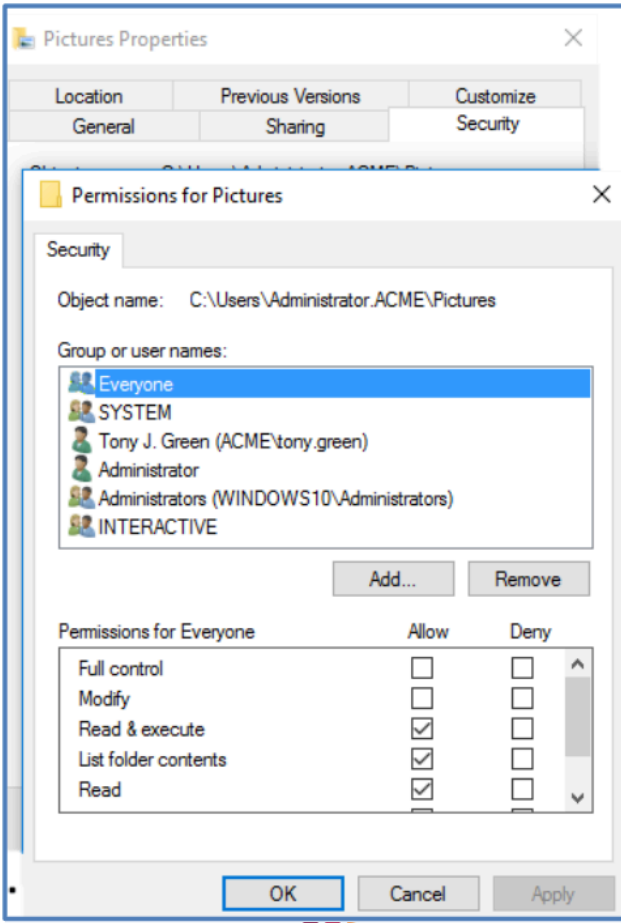 Pictures Properties
Location Previous Versions Customize
General Sharing Security
Permissions for Pictures
Security
Object name: C:\Users\Administrator.ACME\Pictures
Group or user names:
Everyone
SYSTEM
Tony J. Green (ACME\tony.green)
Administrator
Administrators (WINDOWS10\Administrators)
INTERACTIVE
Add... Remove
Permissions for Everyone Allow Deny
Full control
Modify
Read & execute
List folder contents
Read
OK Cancel Apply